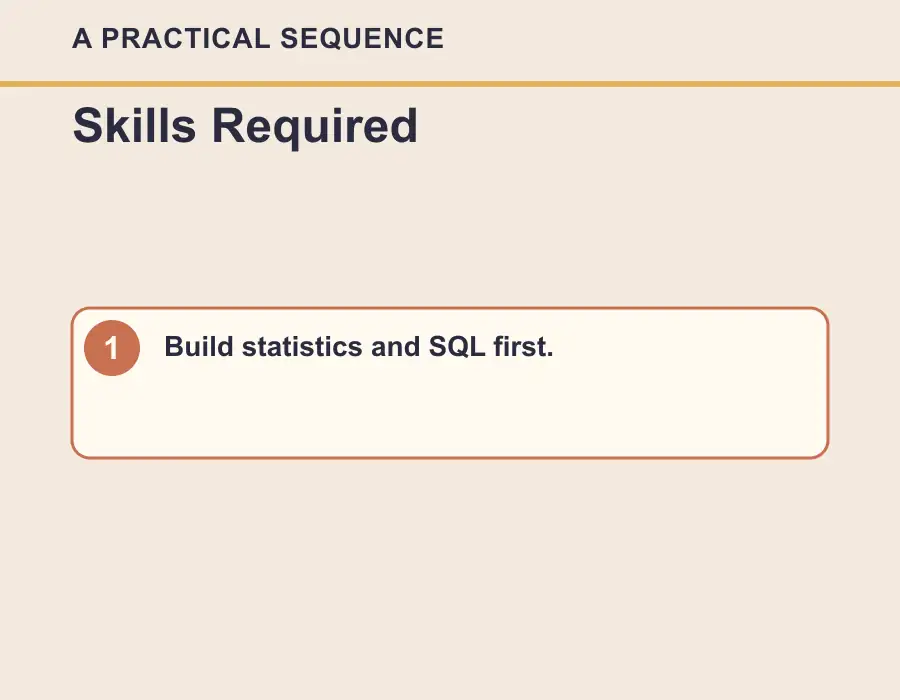 A PRACTICAL SEQUENCE
Skills Required
1 Build statistics and SQL first.